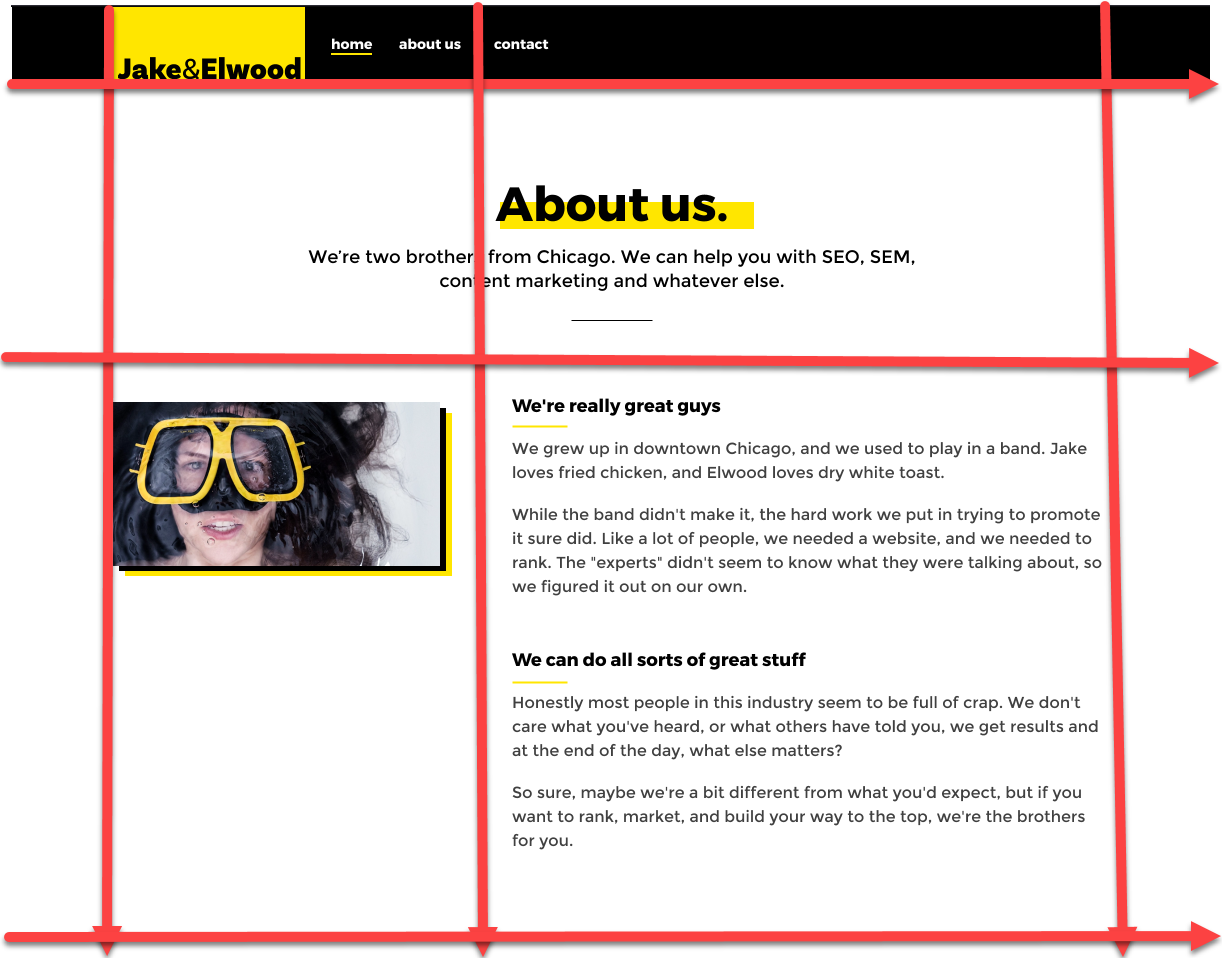 Jake&Elwood
home about us contact
About us.
We’re two brothers from Chicago. We can help you with SEO, SEM,
content marketing and whatever else.
We're really great guys
We grew up in downtown Chicago, and we used to play in a band. Jake
loves fried chicken, and Elwood loves dry white toast.
While the band didn't make it, the hard work we put in trying to promote
it sure did. Like a lot of people, we needed a website, and we needed to
rank. The "experts" didn't seem to know what they were talking about, so
we figured it out on our own.
We can do all sorts of great stuff
Honestly most people in this industry seem to be full of crap. We don't
care what you've heard, or what others have told you, we get results and
at the end of the day, what else matters?
So sure, maybe we're a bit different from what you'd expect, but if you
want to rank, market, and build your way to the top, we're the brothers
for you.